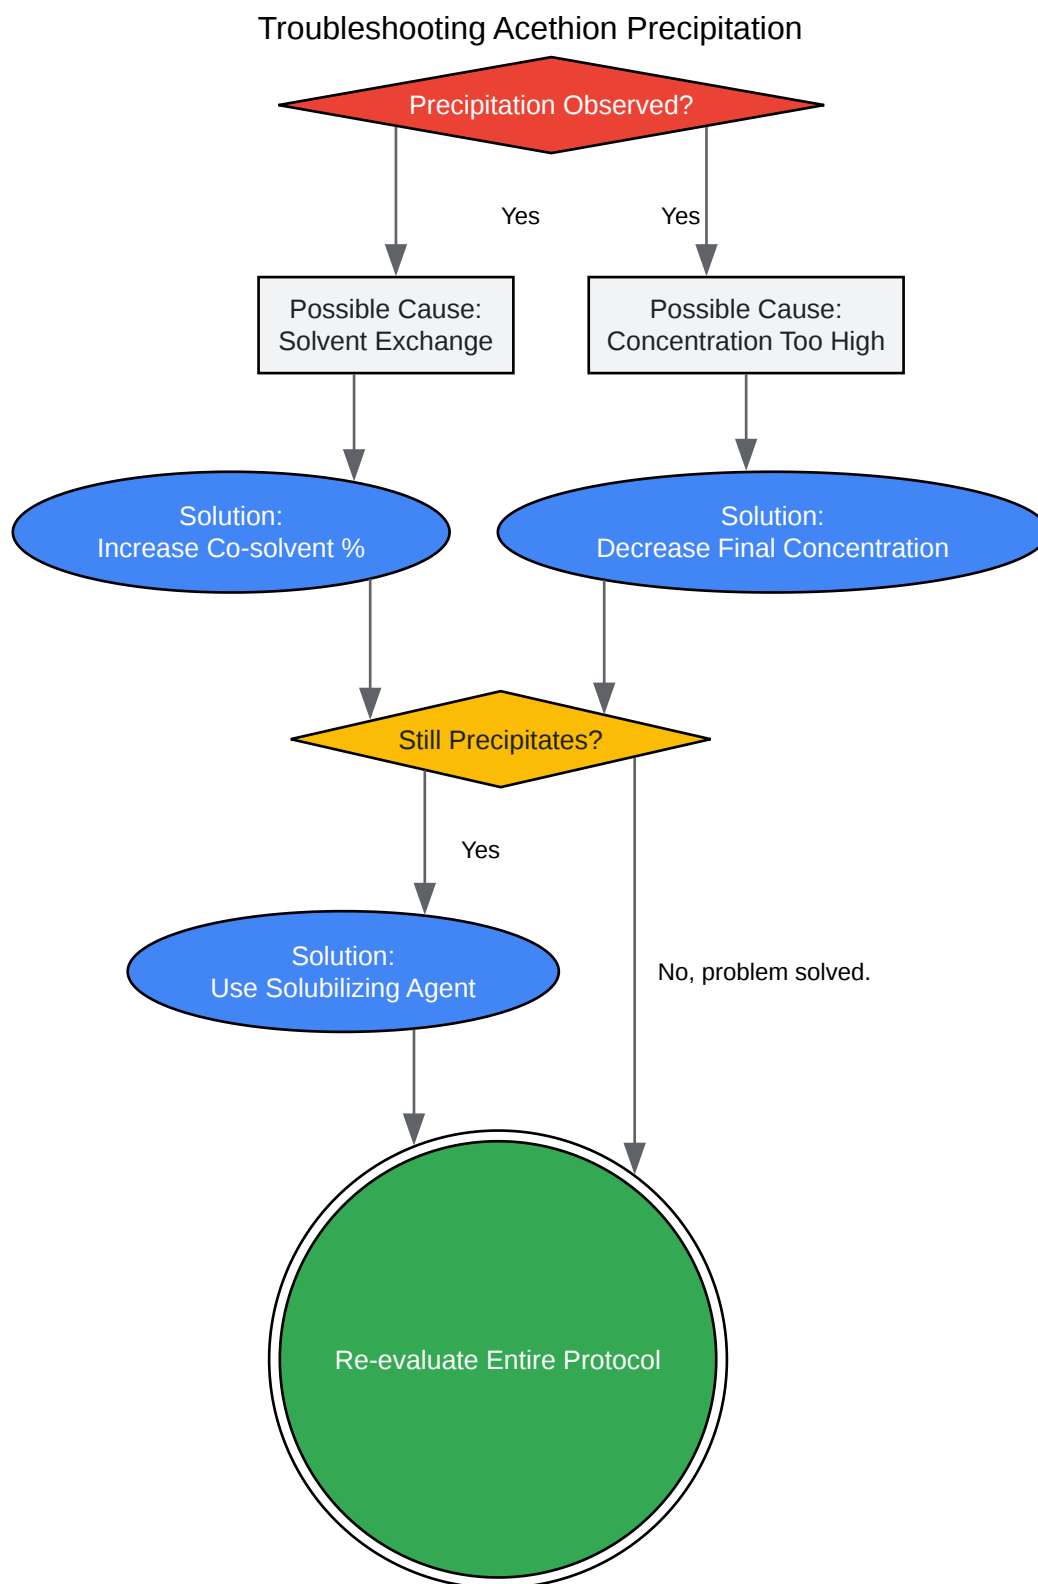 Troubleshooting Acethion Precipitation
Precipitation Observed?
Yes
Yes
Possible Cause:
Solvent Exchange
Possible Cause:
Concentration Too High
Solution:
Increase Co-solvent %
Solution:
Decrease Final Concentration
Still Precipitates?
Yes
Solution:
Use Solubilizing Agent
No, problem solved.
Re-evaluate Entire Protocol